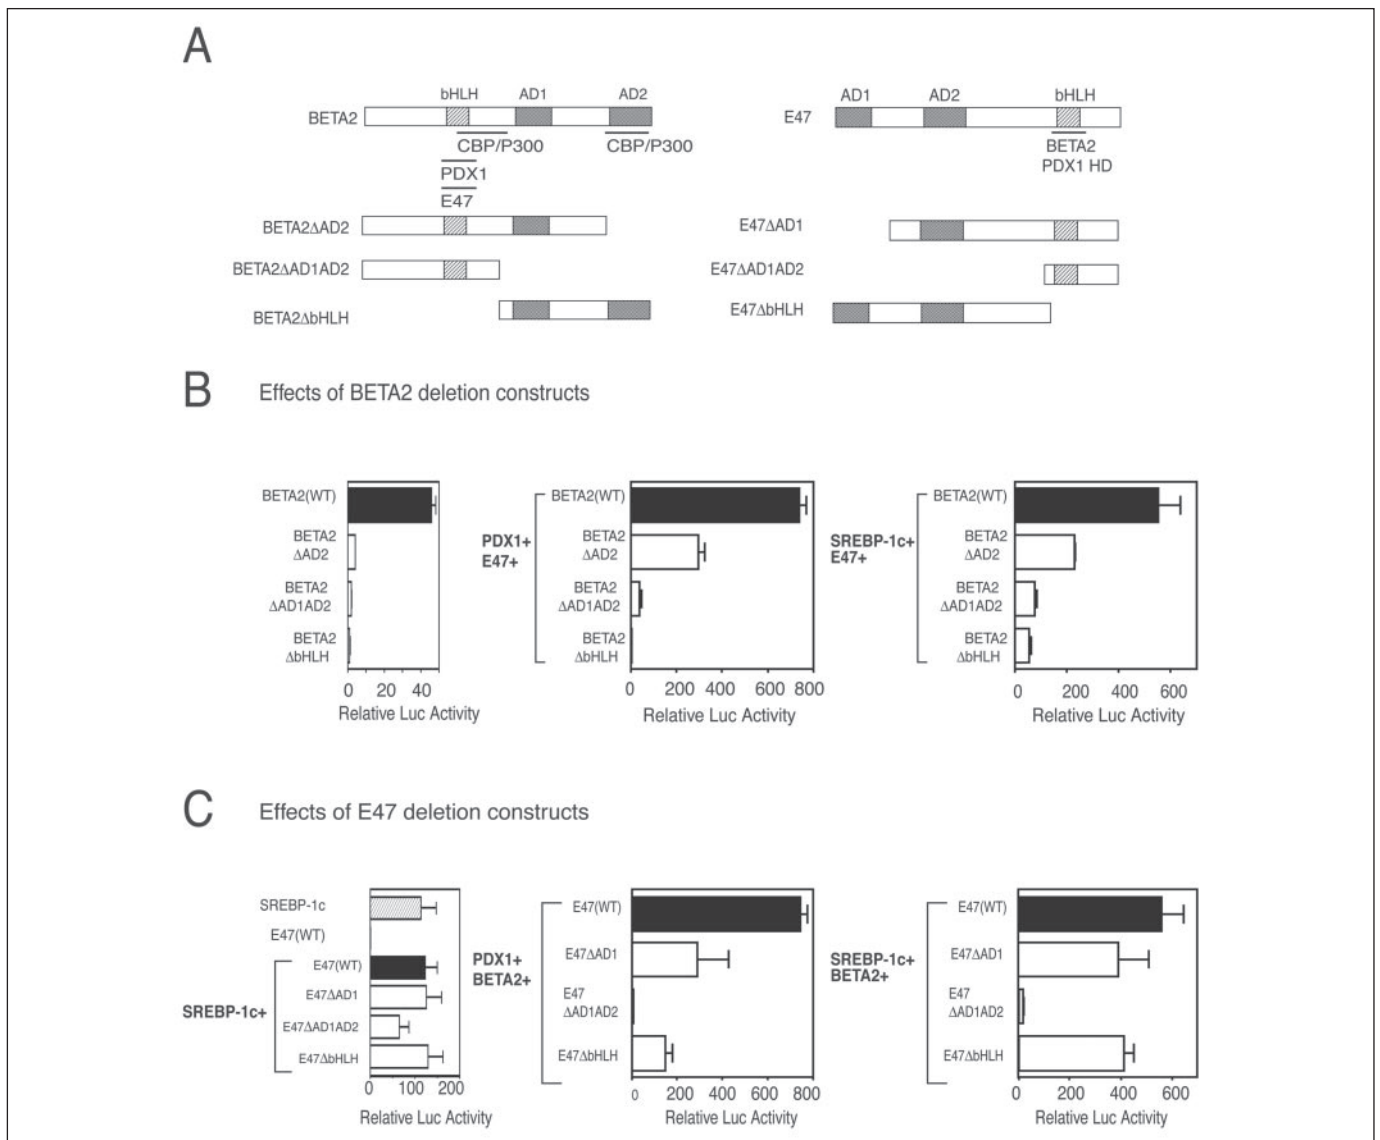 A
bHLH AD1 AD2
BETA2
CBP/P300 CBP/P300
PDX1
E47
BETA2ΔAD2
BETA2ΔAD1AD2
BETA2ΔbHLH
AD1 AD2 bHLH
E47
BETA2
PDX1 HD
E47ΔAD1
E47ΔAD1AD2
E47ΔbHLH
B Effects of BETA2 deletion constructs
BETA2(WT)
BETA2
ΔAD2
BETA2
ΔAD1AD2
BETA2
ΔbHLH
0 20 40
Relative Luc Activity
PDX1+
E47+
BETA2(WT)
BETA2
ΔAD2
BETA2
ΔAD1AD2
BETA2
ΔbHLH
0 200 400 600 800
Relative Luc Activity
SREBP-1c+
E47+
BETA2(WT)
BETA2
ΔAD2
BETA2
ΔAD1AD2
BETA2
ΔbHLH
0 200 400 600
Relative Luc Activity
C Effects of E47 deletion constructs
SREBP-1c
E47(WT)
SREBP-1c+
E47(WT)
E47ΔAD1
E47ΔAD1AD2
E47ΔbHLH
0 100 200
Relative Luc Activity
PDX1+
BETA2+
E47(WT)
E47ΔAD1
E47
ΔAD1AD2
E47ΔbHLH
0 200 400 600 800
Relative Luc Activity
SREBP-1c+
BETA2+
E47(WT)
E47ΔAD1
E47
ΔAD1AD2
E47ΔbHLH
0 200 400 600
Relative Luc Activity